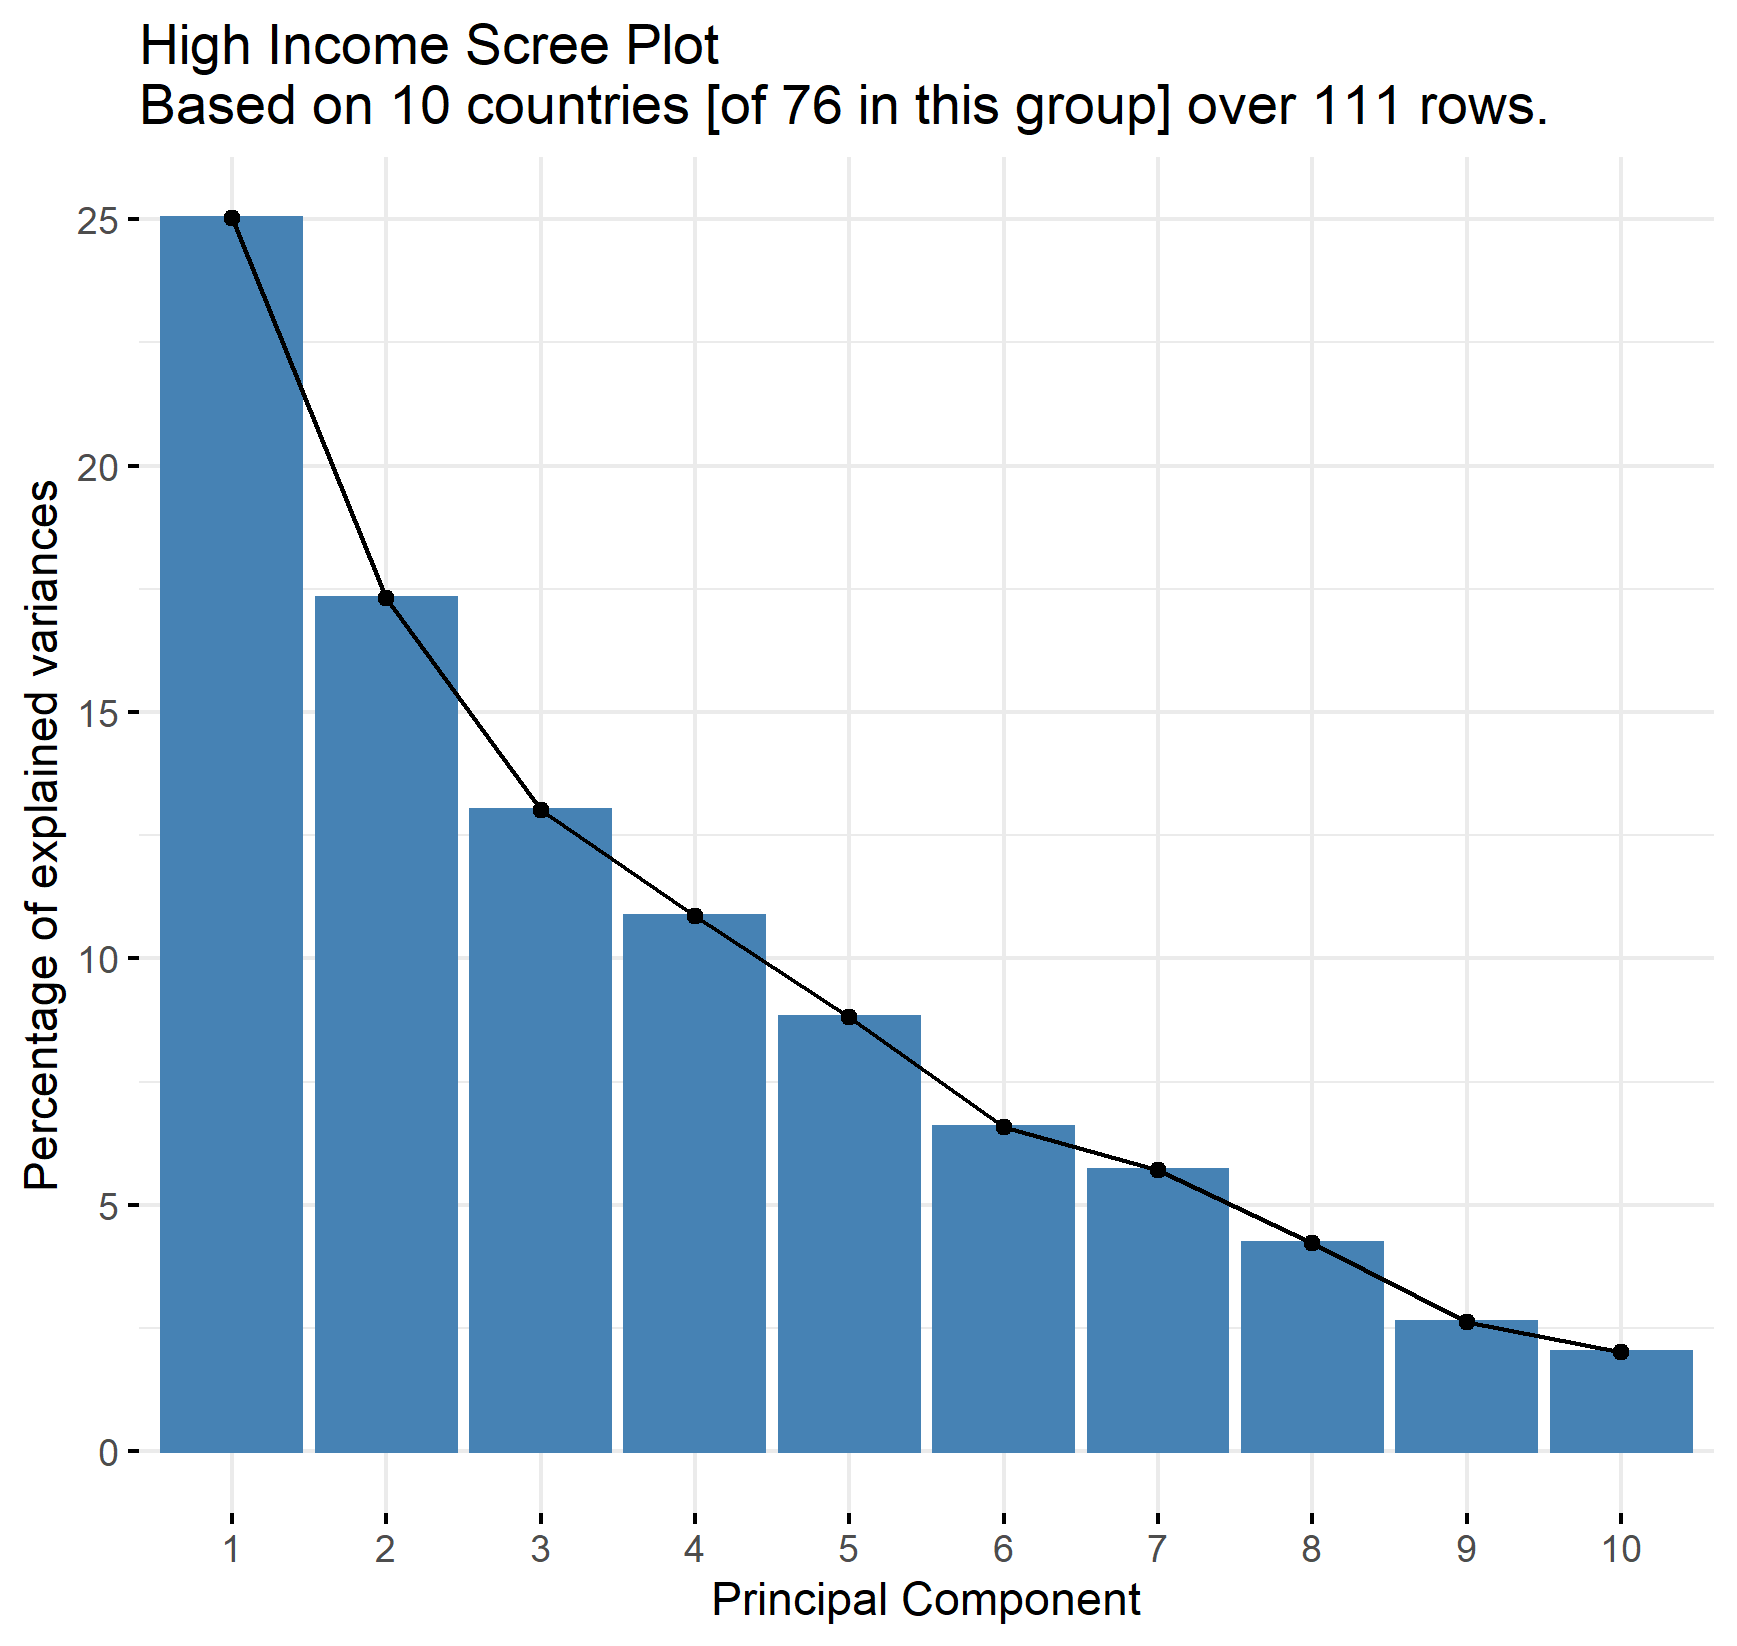 High Income Scree Plot
Based on 10 countries [of 76 in this group] over 111 rows.
Percentage of explained variances
25
20
15
10
5
0
1 2 3 4 5 6 7 8 9 10
Principal Component